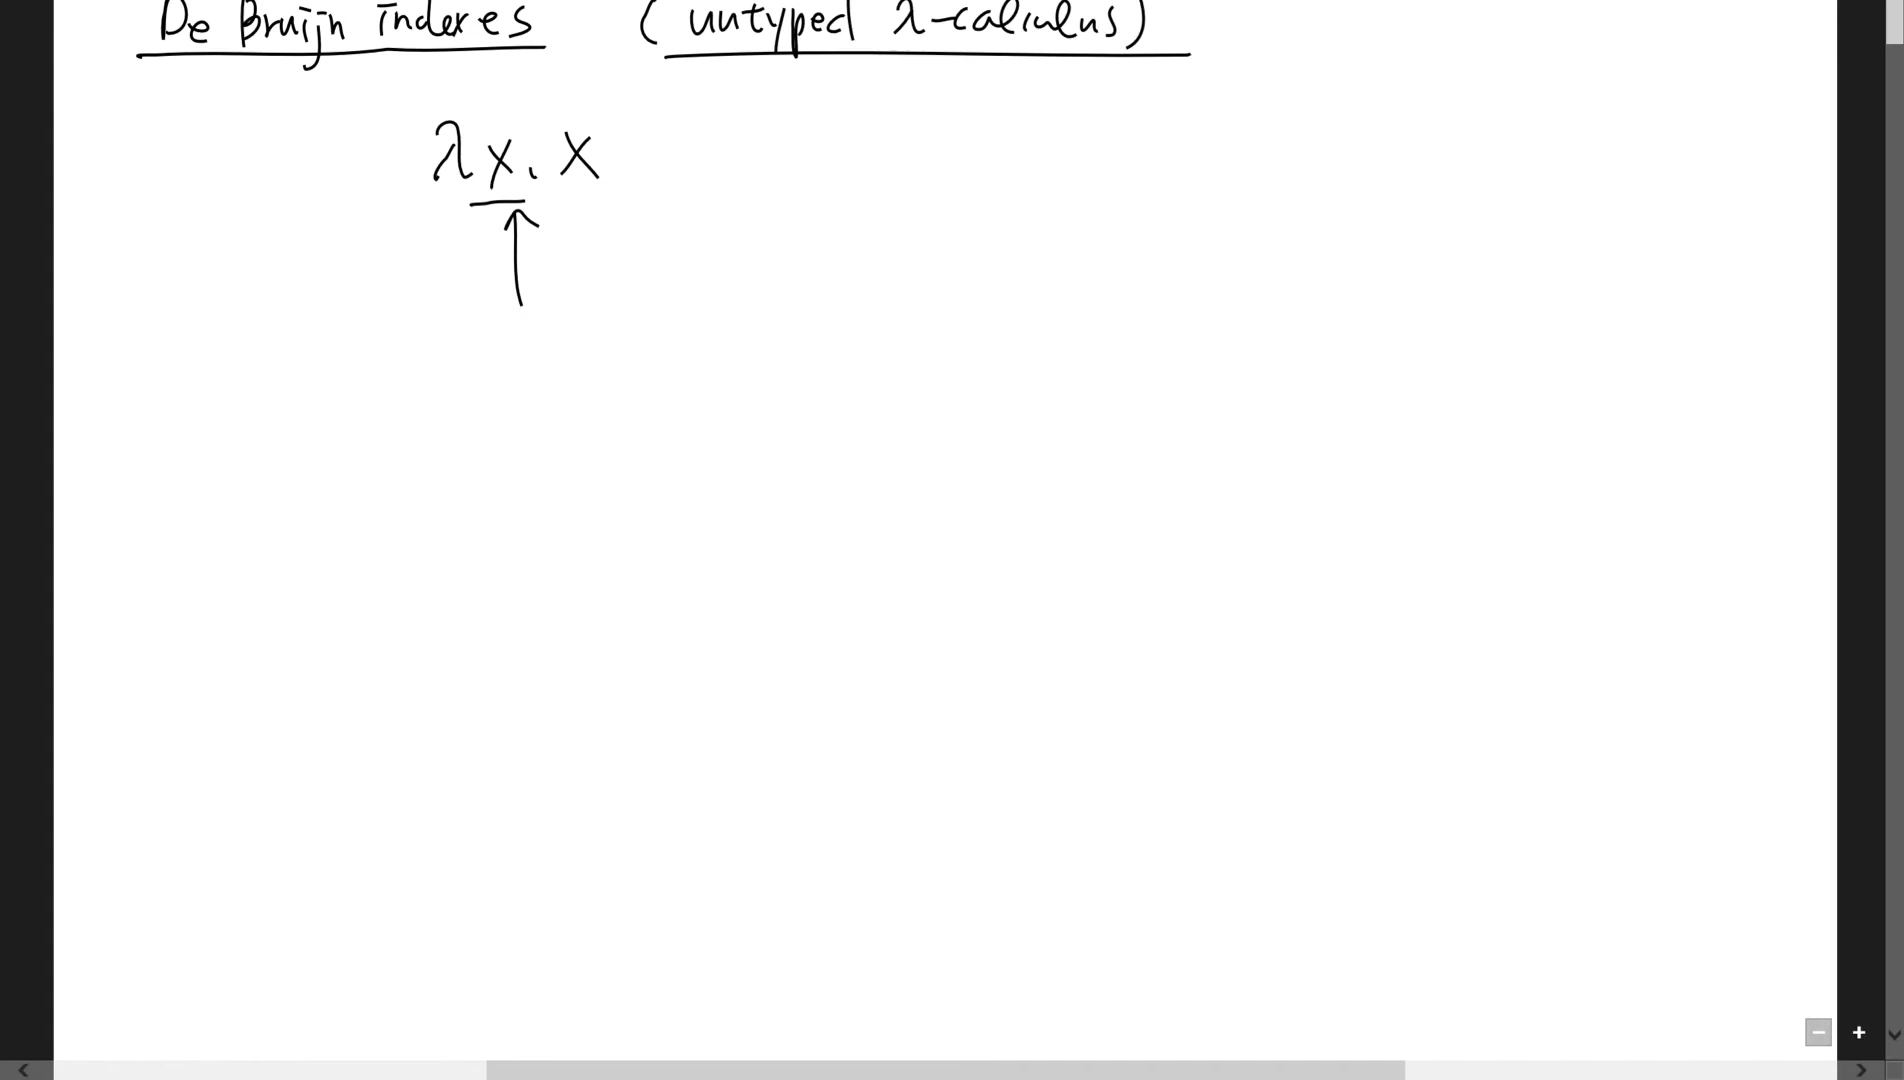 De Bruijn indexes (untyped λ-calculus)
λx. x